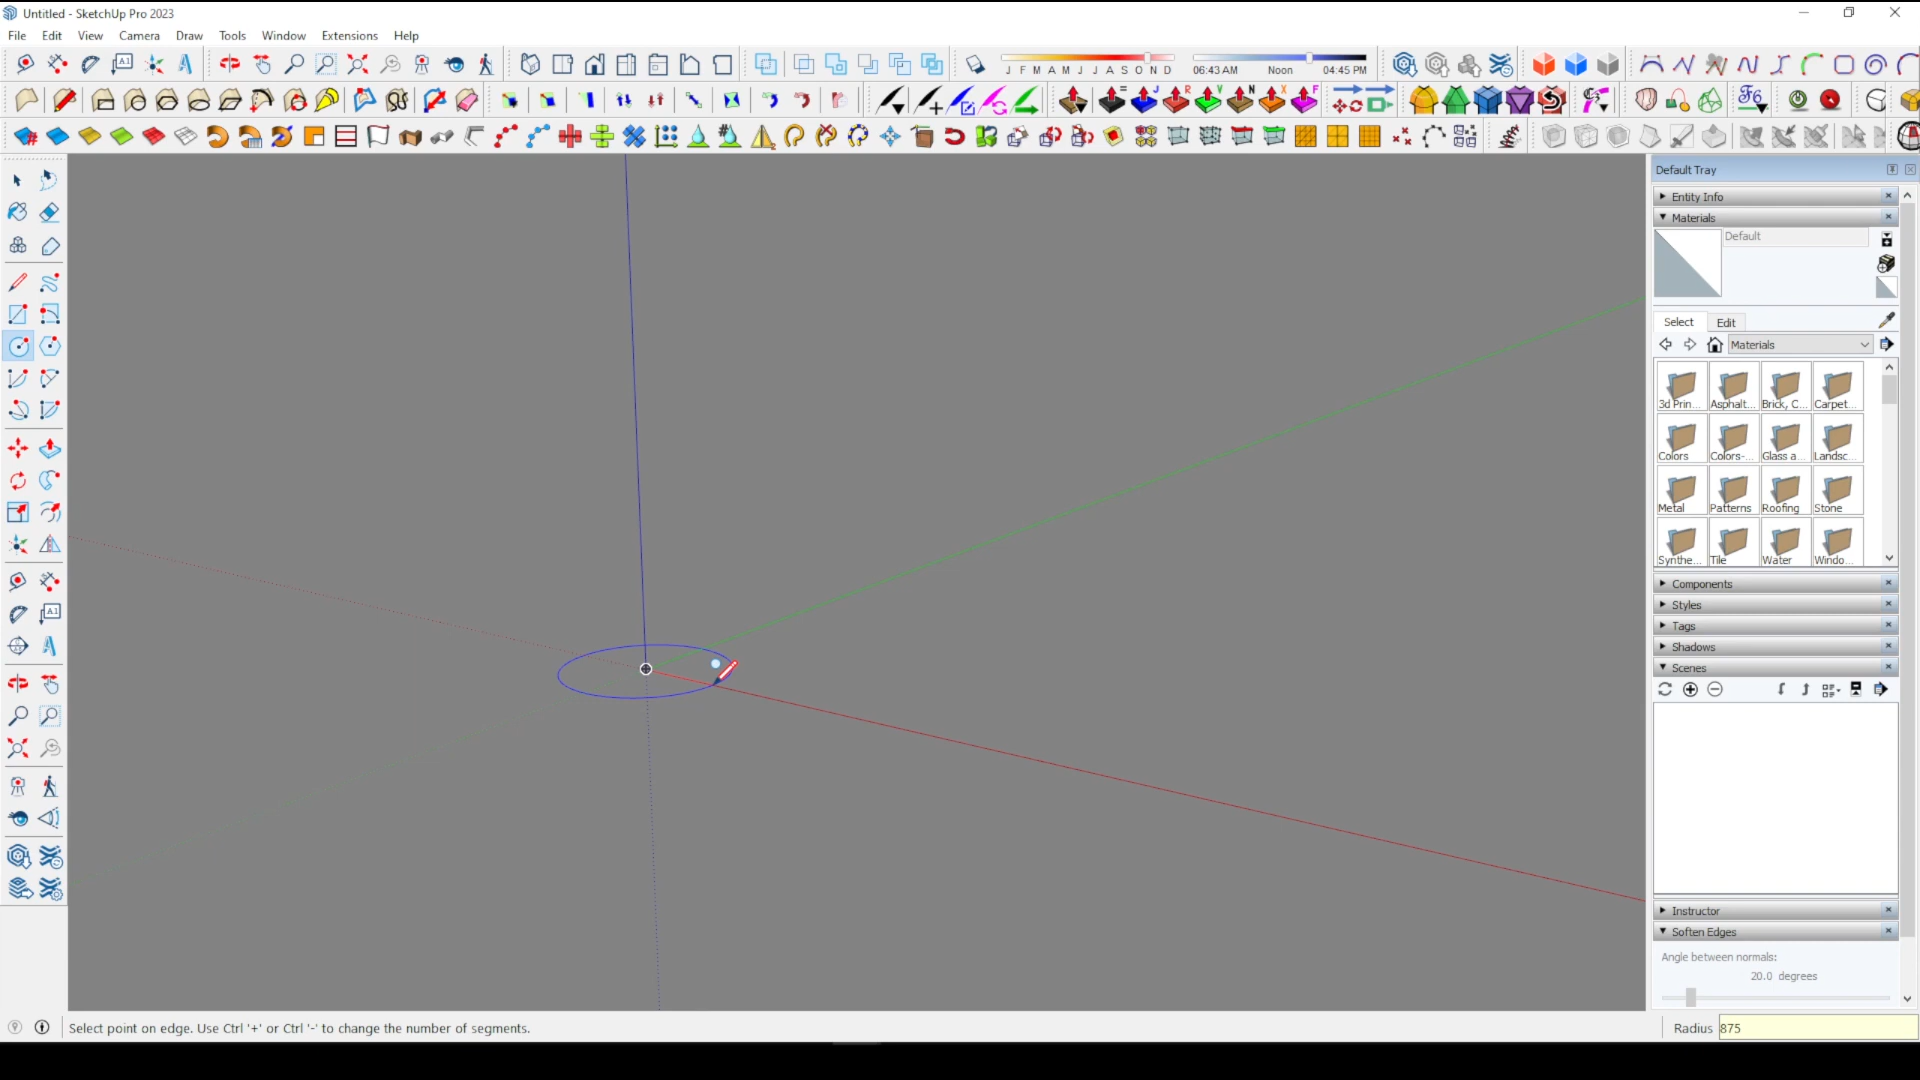 Untitled - SketchUp Pro 2023
File Edit View Camera Draw Tools Window Extensions Help
J F M A M J J A S O N D 06:43 AM Noon 04:45 PM
Default Tray
Entity Info
Materials
Default
Select Edit
Materials
3d Prin... Asphalt... Brick, C... Carpet...
Colors Colors-... Glass a... Landsc...
Metal Patterns Roofing Stone
Synthe... Tile Water Windo...
Components
Styles
Tags
Shadows
Scenes
Instructor
Soften Edges
Angle between normals:
20.0 degrees
Select point on edge. Use Ctrl '+' or Ctrl '-' to change the number of segments.
Radius 875